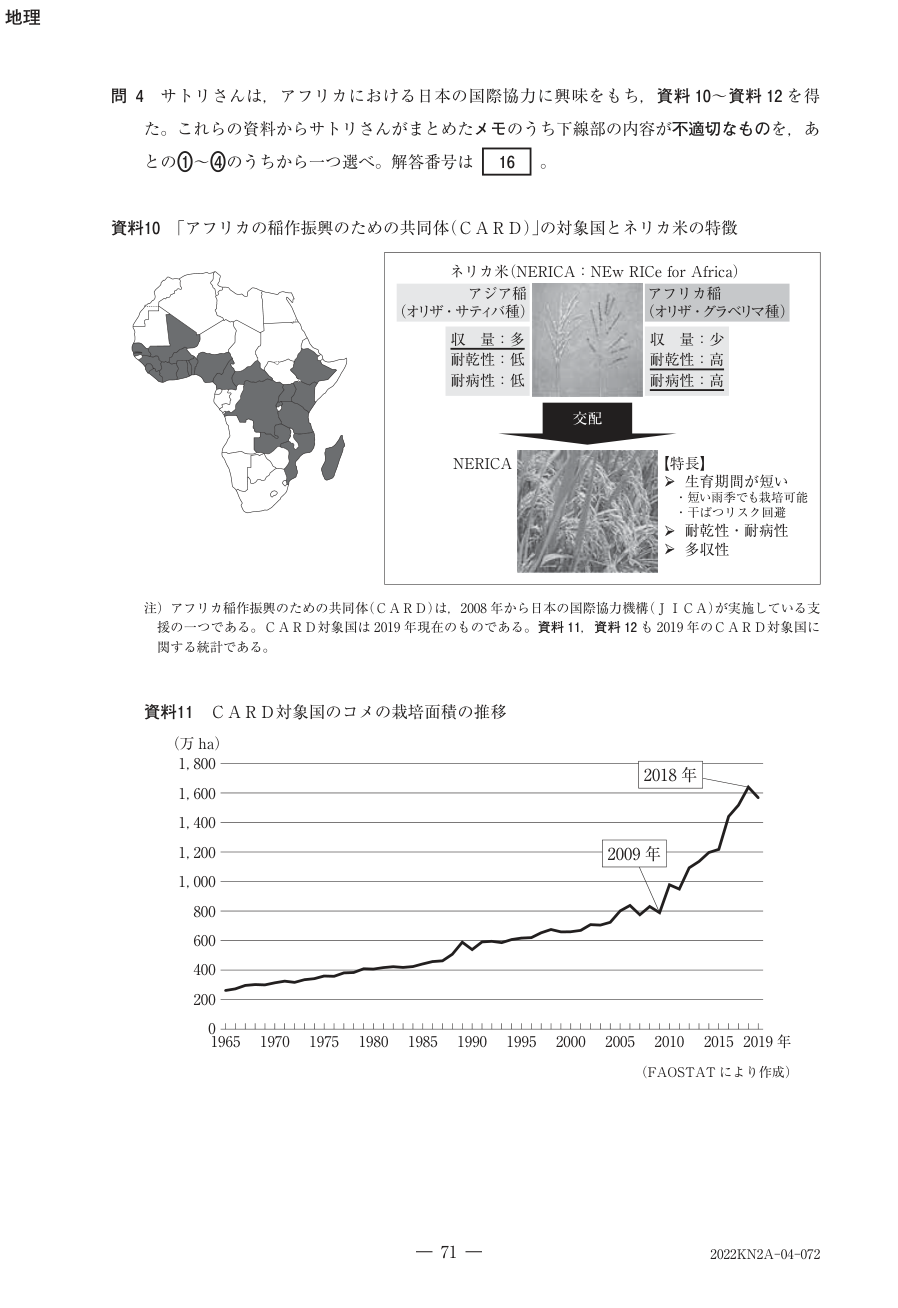 地理
問 4 サトリさんは，アフリカにおける日本の国際協力に興味をもち，資料 10～資料 12 を得
た。これらの資料からサトリさんがまとめたメモのうち下線部の内容が不適切なものを，あ
との①～④のうちから一つ選べ。解答番号は 16 。
資料10 「アフリカの稲作振興のための共同体(ＣＡＲＤ)」の対象国とネリカ米の特徴
ネリカ米(NERICA：NEw RICe for Africa)
アジア稲
(オリザ・サティバ種)
収 量：多
耐乾性：低
耐病性：低
アフリカ稲
(オリザ・グラベリマ種)
収 量：少
耐乾性：高
耐病性：高
交配
NERICA
【特長】
➢ 生育期間が短い
・短い雨季でも栽培可能
・干ばつリスク回避
➢ 耐乾性・耐病性
➢ 多収性
注）アフリカ稲作振興のための共同体(ＣＡＲＤ)は，2008 年から日本の国際協力機構(ＪＩＣＡ)が実施している支
援の一つである。ＣＡＲＤ対象国は 2019 年現在のものである。資料 11，資料 12 も 2019 年のＣＡＲＤ対象国に
関する統計である。
資料11 ＣＡＲＤ対象国のコメの栽培面積の推移
(万 ha)
1,800
1,600
1,400
1,200
1,000
800
600
400
200
0
2018 年
2009 年
1965 1970 1975 1980 1985 1990 1995 2000 2005 2010 2015 2019 年
(FAOSTAT により作成)
― 71 ―
2022KN2A-04-072